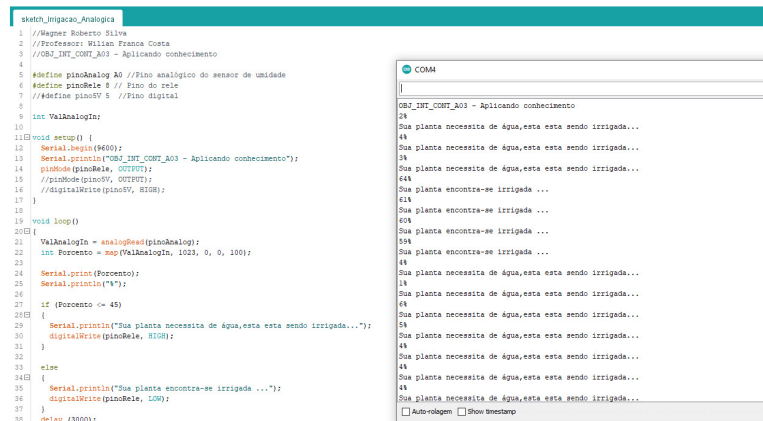 sketch_Irrigacao_Analogica
1 //Wagner Roberto Silva
2 //Professor: Wilian Franca Costa
3 //OBJ_INT_CONT_A03 - Aplicando conhecimento
4
5 #define pinoAnalog A0 //Pino analógico do sensor de umidade
6 #define pinoRele 8 // Pino do rele
7 //#define pino5V 5 //Pino digital
8
9 int ValAnalogIn;
10
11 void setup() {
12 Serial.begin(9600);
13 Serial.println("OBJ_INT_CONT_A03 - Aplicando conhecimento");
14 pinMode(pinoRele, OUTPUT);
15 //pinMode(pino5V, OUTPUT);
16 //digitalWrite(pino5V, HIGH);
17 }
18
19 void loop()
20 {
21 ValAnalogIn = analogRead(pinoAnalog);
22 int Porcento = map(ValAnalogIn, 1023, 0, 0, 100);
23
24 Serial.print(Porcento);
25 Serial.println("%");
26
27 if (Porcento <= 45)
28 {
29 Serial.println("Sua planta necessita de água,esta esta sendo irrigada...");
30 digitalWrite(pinoRele, HIGH);
31 }
32
33 else
34 {
35 Serial.println("Sua planta encontra-se irrigada ...");
36 digitalWrite(pinoRele, LOW);
37 }
38 delay (3000);
COM4
OBJ_INT_CONT_A03 - Aplicando conhecimento
2%
Sua planta necessita de água,esta esta sendo irrigada...
4%
Sua planta necessita de água,esta esta sendo irrigada...
3%
Sua planta necessita de água,esta esta sendo irrigada...
64%
Sua planta encontra-se irrigada ...
61%
Sua planta encontra-se irrigada ...
60%
Sua planta encontra-se irrigada ...
59%
Sua planta encontra-se irrigada ...
4%
Sua planta necessita de água,esta esta sendo irrigada...
1%
Sua planta necessita de água,esta esta sendo irrigada...
6%
Sua planta necessita de água,esta esta sendo irrigada...
5%
Sua planta necessita de água,esta esta sendo irrigada...
4%
Sua planta necessita de água,esta esta sendo irrigada...
4%
Sua planta necessita de água,esta esta sendo irrigada...
4%
Sua planta necessita de água,esta esta sendo irrigada...
Auto-rolagem Show timestamp